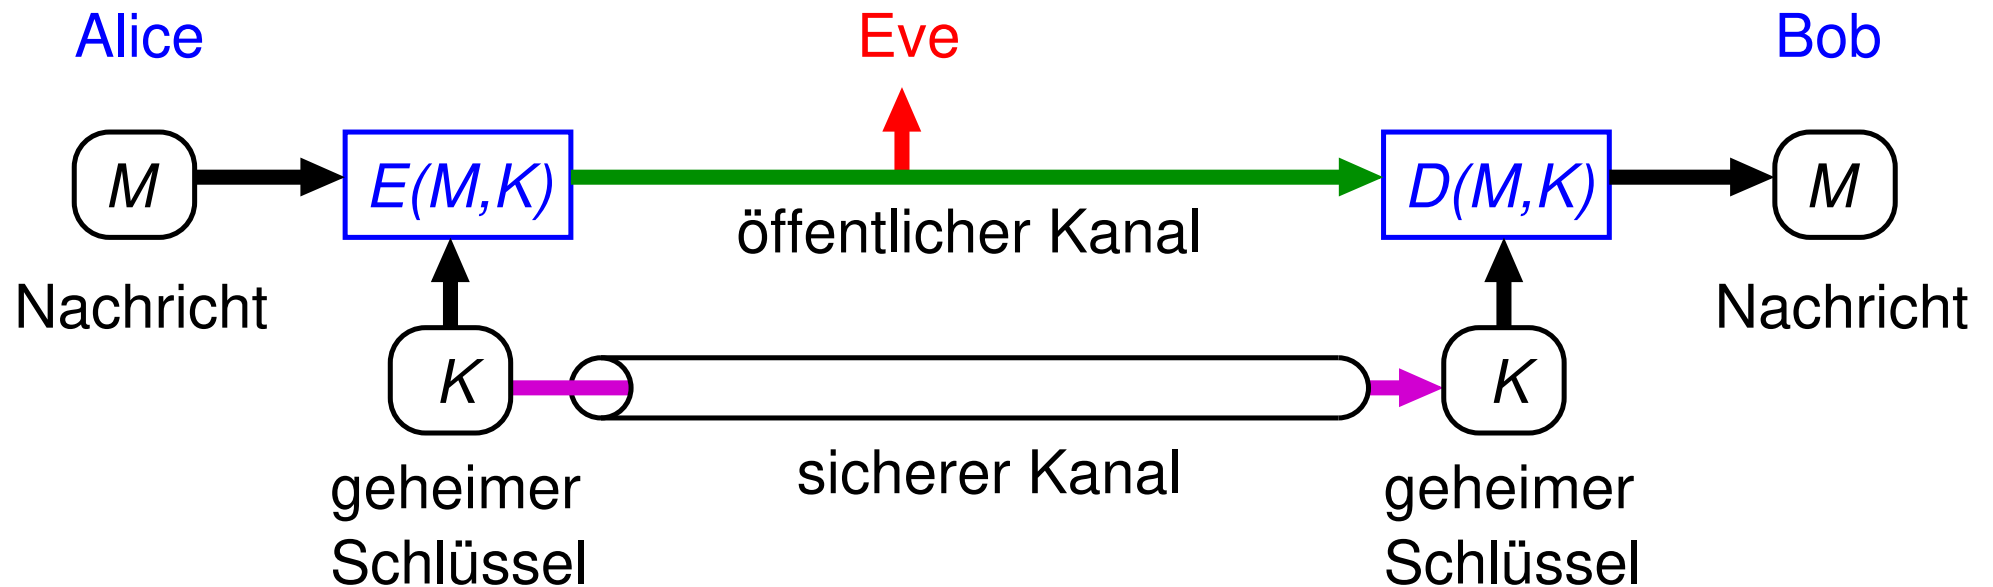 Alice
Eve
Bob
M
E(M,K)
D(M,K)
M
öffentlicher Kanal
Nachricht
Nachricht
K
K
sicherer Kanal
geheimer
Schlüssel
geheimer
Schlüssel